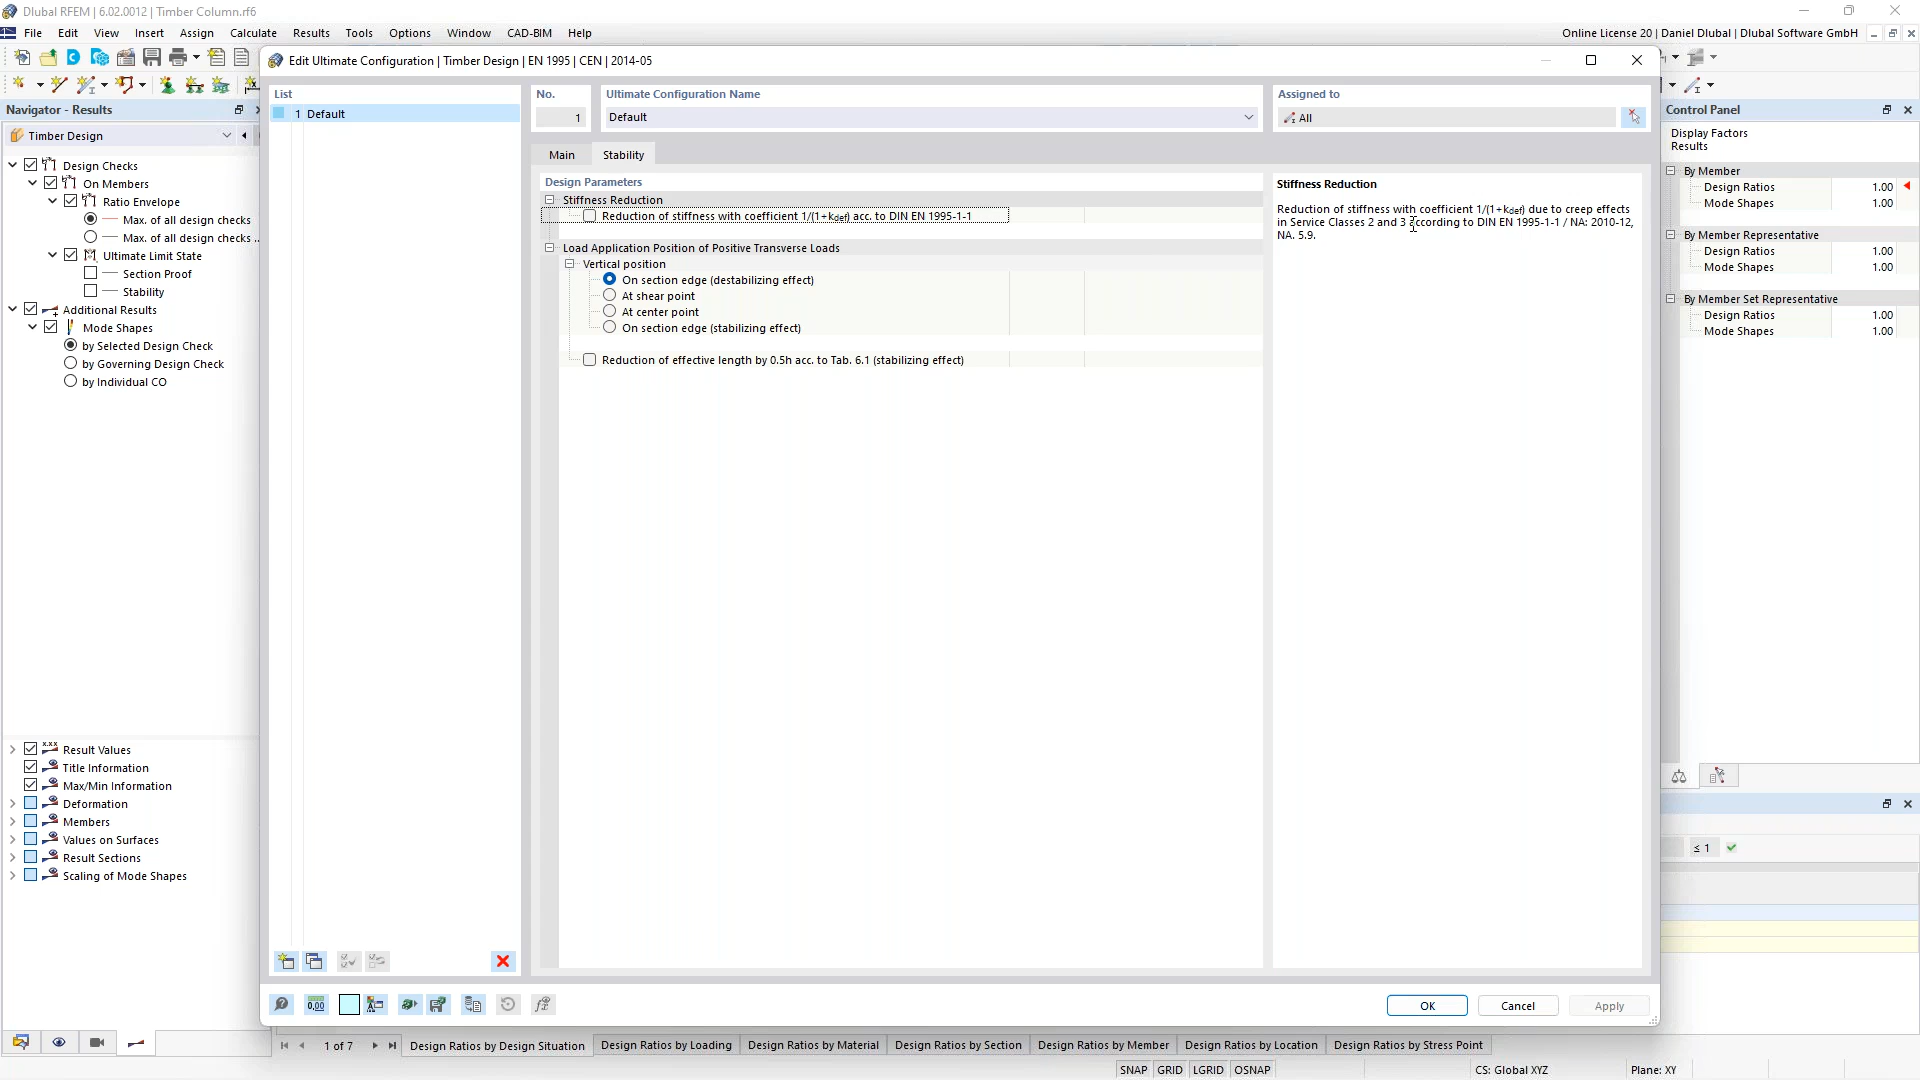 Dlubal RFEM | 6.02.0012 | Timber Column.rf6
File Edit View Insert Assign Calculate Results Tools Options Window CAD-BIM Help
Online License 20 | Daniel Dlubal | Dlubal Software GmbH
Navigator - Results
Timber Design
Design Checks
On Members
Ratio Envelope
Max. of all design checks
Max. of all design checks ..
Ultimate Limit State
Section Proof
Stability
Additional Results
Mode Shapes
by Selected Design Check
by Governing Design Check
by Individual CO
Result Values
Title Information
Max/Min Information
Deformation
Members
Values on Surfaces
Result Sections
Scaling of Mode Shapes
Edit Ultimate Configuration | Timber Design | EN 1995 | CEN | 2014-05
List
1 Default
No.
1
Ultimate Configuration Name
Default
Assigned to
All
Main Stability
Design Parameters
Stiffness Reduction
Reduction of stiffness with coefficient 1/(1+kdef) acc. to DIN EN 1995-1-1
Load Application Position of Positive Transverse Loads
Vertical position
On section edge (destabilizing effect)
At shear point
At center point
On section edge (stabilizing effect)
Reduction of effective length by 0.5h acc. to Tab. 6.1 (stabilizing effect)
Stiffness Reduction
Reduction of stiffness with coefficient 1/(1+kdef) due to creep effects
in Service Classes 2 and 3 according to DIN EN 1995-1-1 / NA: 2010-12,
NA. 5.9.
OK Cancel Apply
Control Panel
Display Factors
Results
By Member
Design Ratios 1.00
Mode Shapes 1.00
By Member Representative
Design Ratios 1.00
Mode Shapes 1.00
By Member Set Representative
Design Ratios 1.00
Mode Shapes 1.00
≤ 1
1 of 7
Design Ratios by Design Situation Design Ratios by Loading Design Ratios by Material Design Ratios by Section Design Ratios by Member Design Ratios by Location Design Ratios by Stress Point
SNAP GRID LGRID OSNAP
CS: Global XYZ
Plane: XY